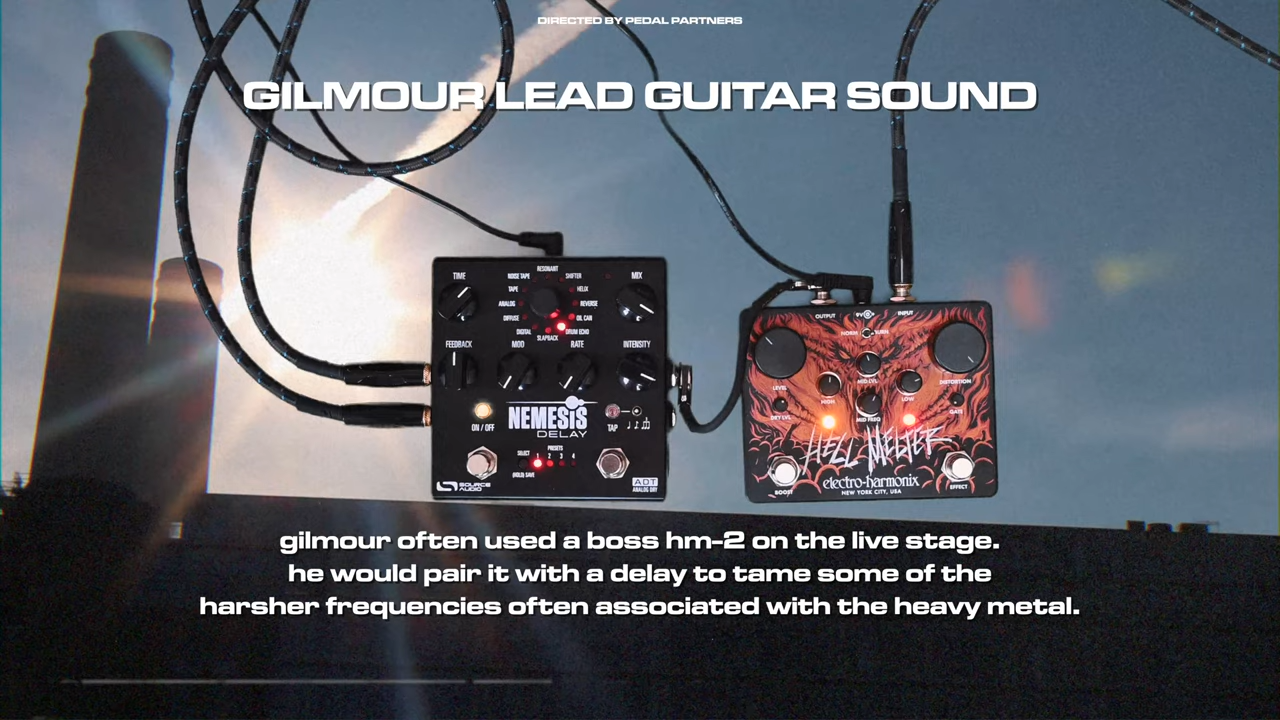 DIRECTED BY PEDAL PARTNERS
GILMOUR LEAD GUITAR SOUND
TIME
NOISE TAPE
RESONANT
SHIFTER
MIX
TAPE
HELIX
ANALOG
REVERSE
DIFFUSE
OIL CAN
DIGITAL
DRUM ECHO
SLAPBACK
FEEDBACK
MOD
RATE
INTENSITY
NEMESIS
DELAY
ON / OFF
TAP
SELECT
PRESETS
1 2 3 4
(HOLD) SAVE
SOURCE
AUDIO
ADT
ANALOG DRY
OUTPUT
9V
INPUT
NORM
BURN
LEVEL
MID LVL
DISTORTION
HIGH
LOW
DRY LVL
MID FREQ
GATE
HELL MELTER
electro-harmonix
NEW YORK CITY, USA
BOOST
EFFECT
gilmour often used a boss hm-2 on the live stage.
he would pair it with a delay to tame some of the
harsher frequencies often associated with the heavy metal.